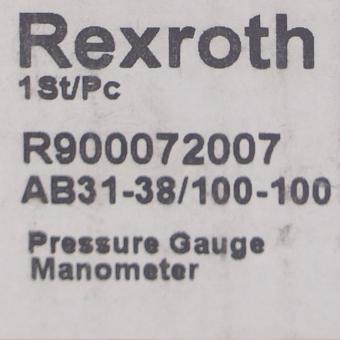 Rexroth
1St/Pc
R900072007
AB31-38/100-100
Pressure Gauge
Manometer